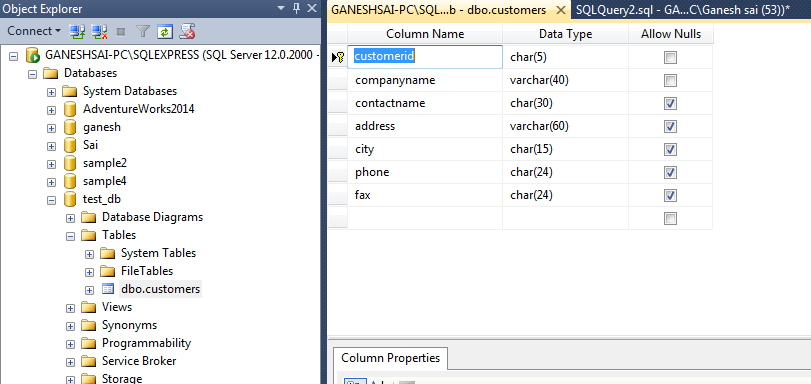 Object Explorer
Connect
GANESHSAI-PC\SQLEXPRESS (SQL Server 12.0.2000 -
Databases
System Databases
AdventureWorks2014
ganesh
Sai
sample2
sample4
test_db
Database Diagrams
Tables
System Tables
FileTables
dbo.customers
Views
Synonyms
Programmability
Service Broker
Storage
GANESHSAI-PC\SQL...b - dbo.customers
SQLQuery2.sql - GA...C\Ganesh sai (53))*
Column Name Data Type Allow Nulls
customerid char(5)
companyname varchar(40)
contactname char(30)
address varchar(60)
city char(15)
phone char(24)
fax char(24)
Column Properties